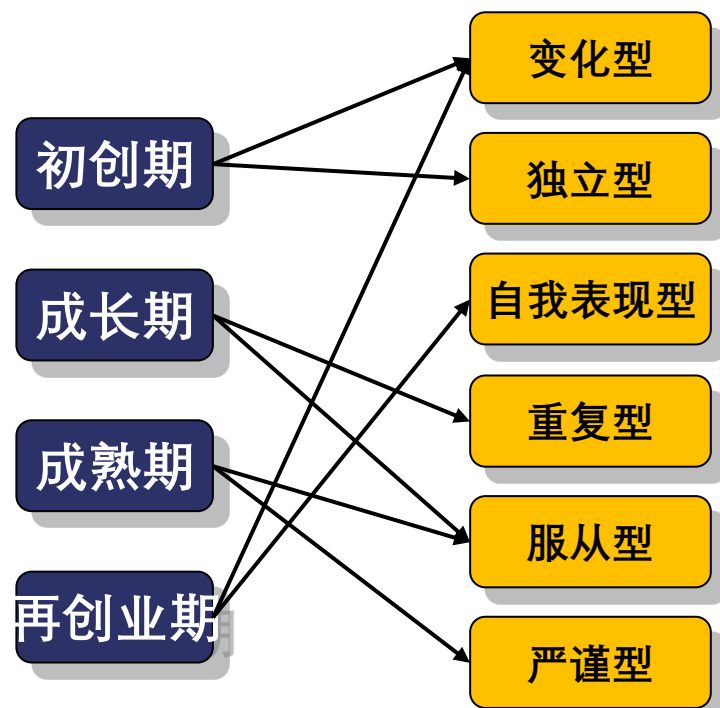 初创期
成长期
成熟期
再创业期
变化型
独立型
自我表现型
重复型
服从型
严谨型